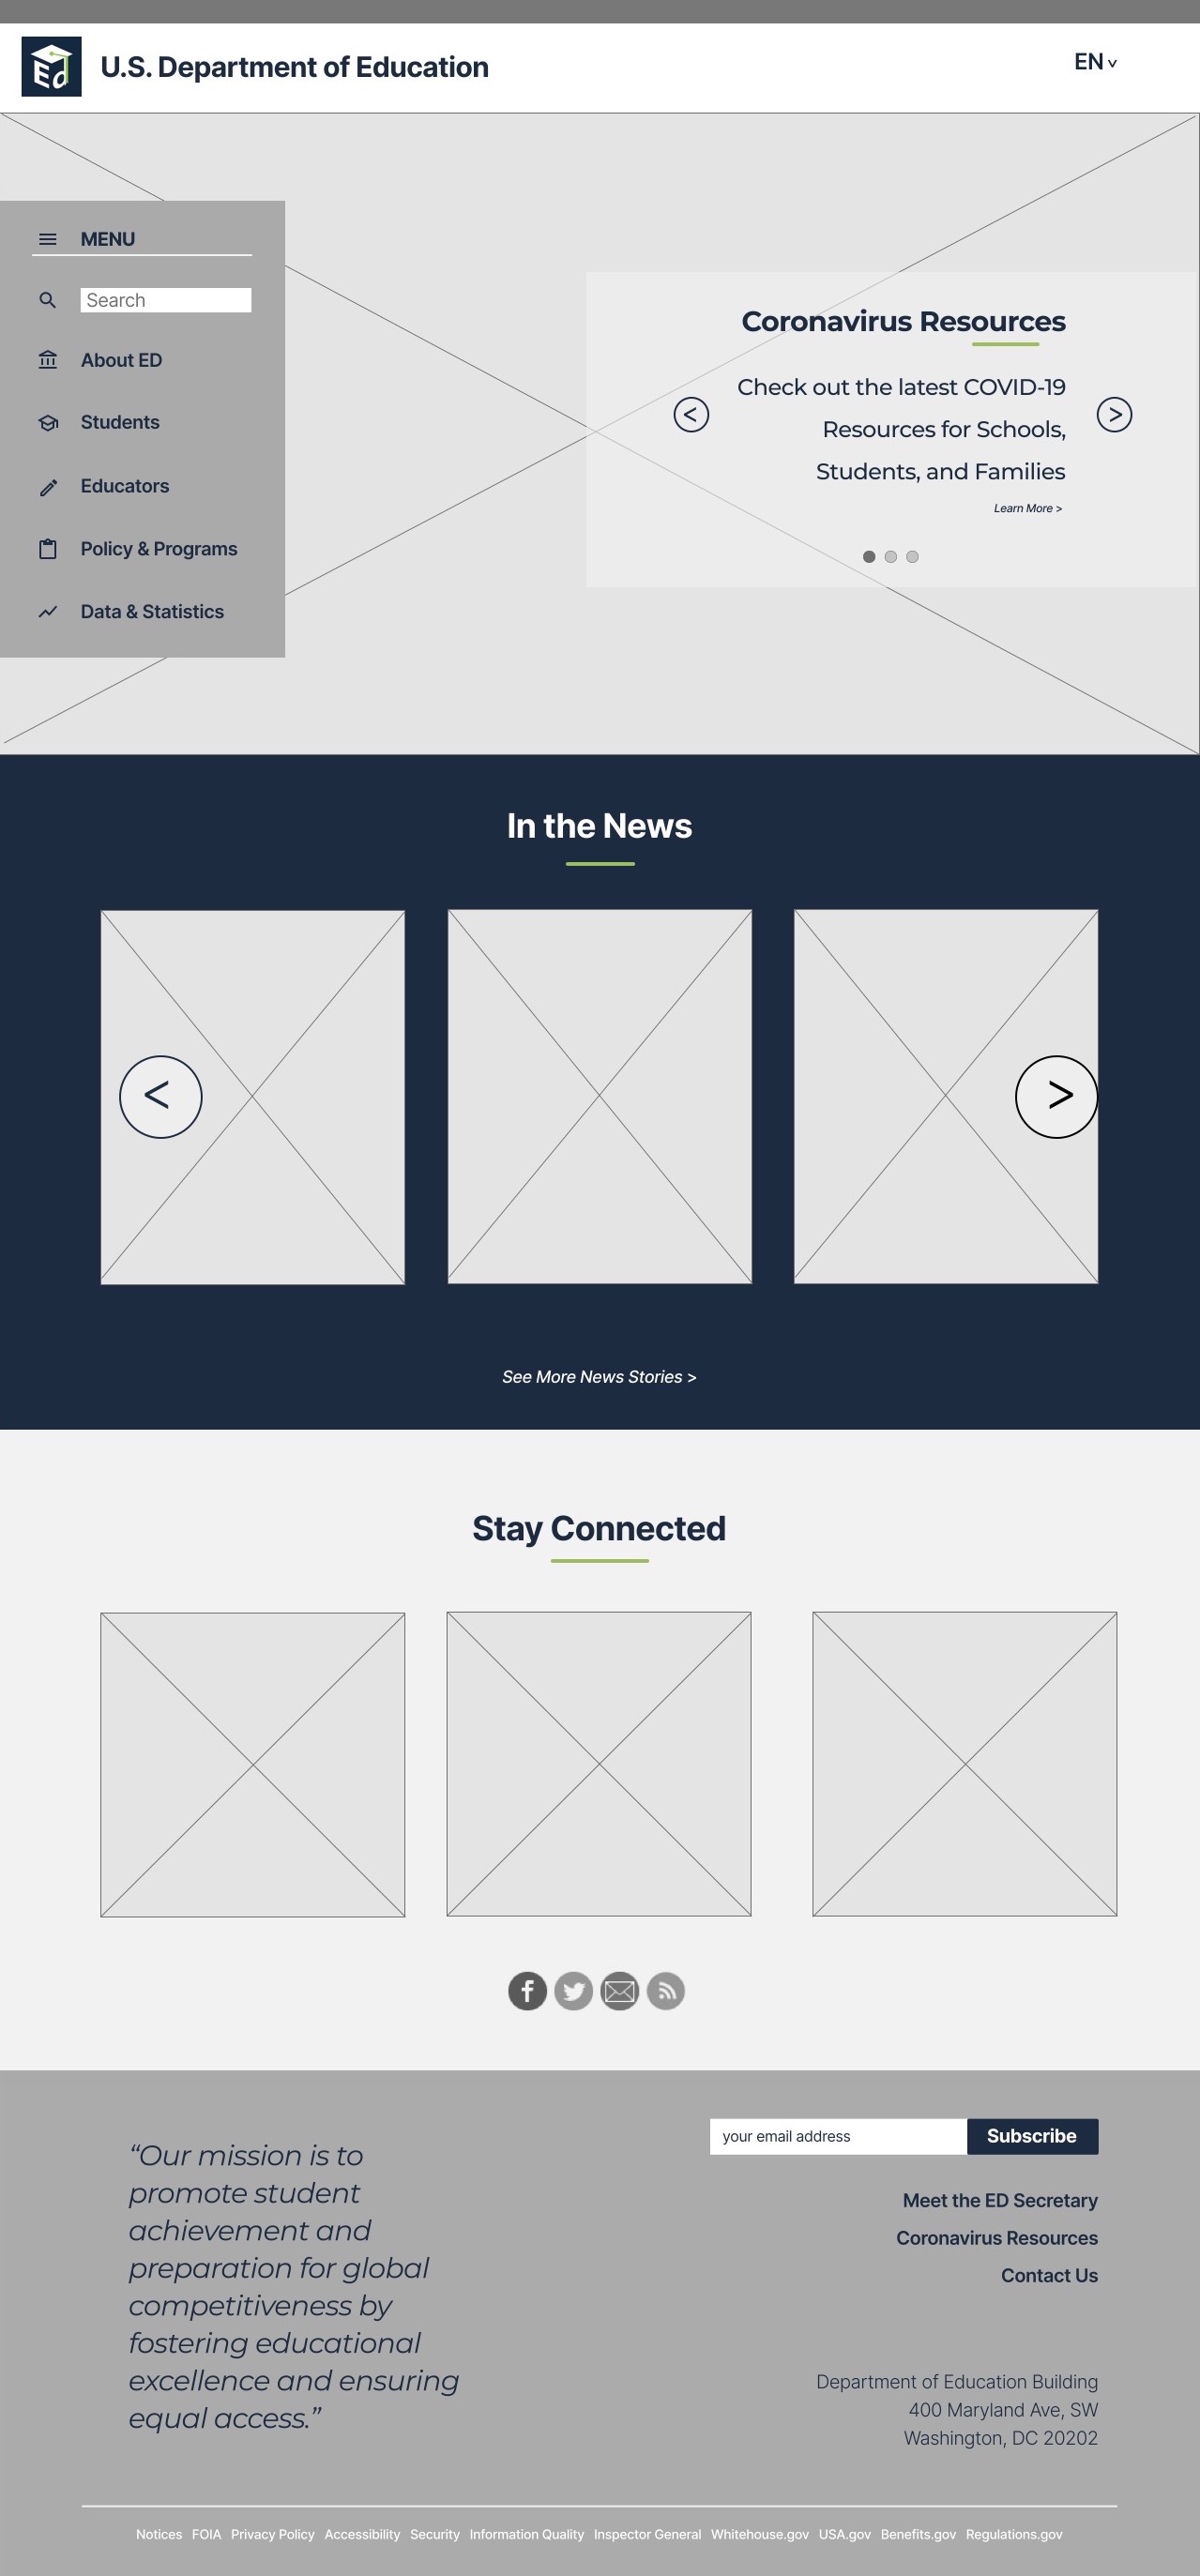 Ed
U.S. Department of Education
EN
MENU
Search
About ED
Students
Educators
Policy & Programs
Data & Statistics
Coronavirus Resources
Check out the latest COVID-19
Resources for Schools,
Students, and Families
Learn More >
< >
In the News
< >
See More News Stories >
Stay Connected
your email address Subscribe
“Our mission is to
promote student
achievement and
preparation for global
competitiveness by
fostering educational
excellence and ensuring
equal access.”
Meet the ED Secretary
Coronavirus Resources
Contact Us
Department of Education Building
400 Maryland Ave, SW
Washington, DC 20202
Notices FOIA Privacy Policy Accessibility Security Information Quality Inspector General Whitehouse.gov USA.gov Benefits.gov Regulations.gov